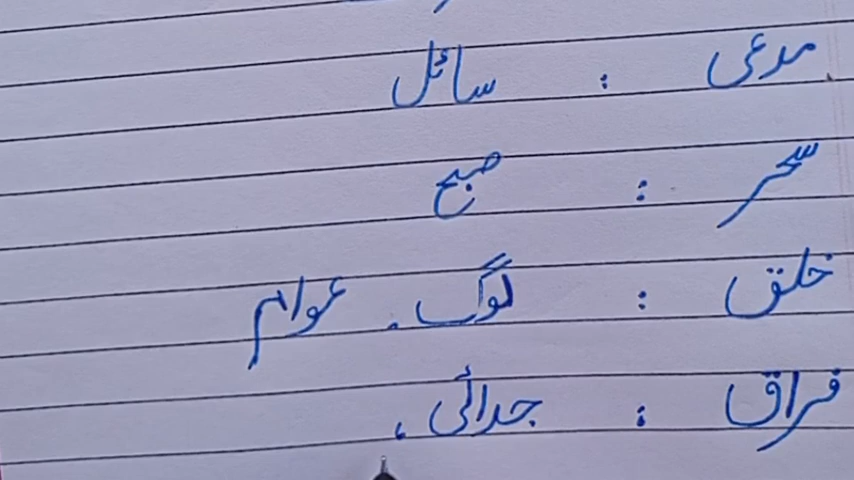 مدعی : سائل
سحر : صبح
خلق : لوگ. عوام
فراق : جدائی ،